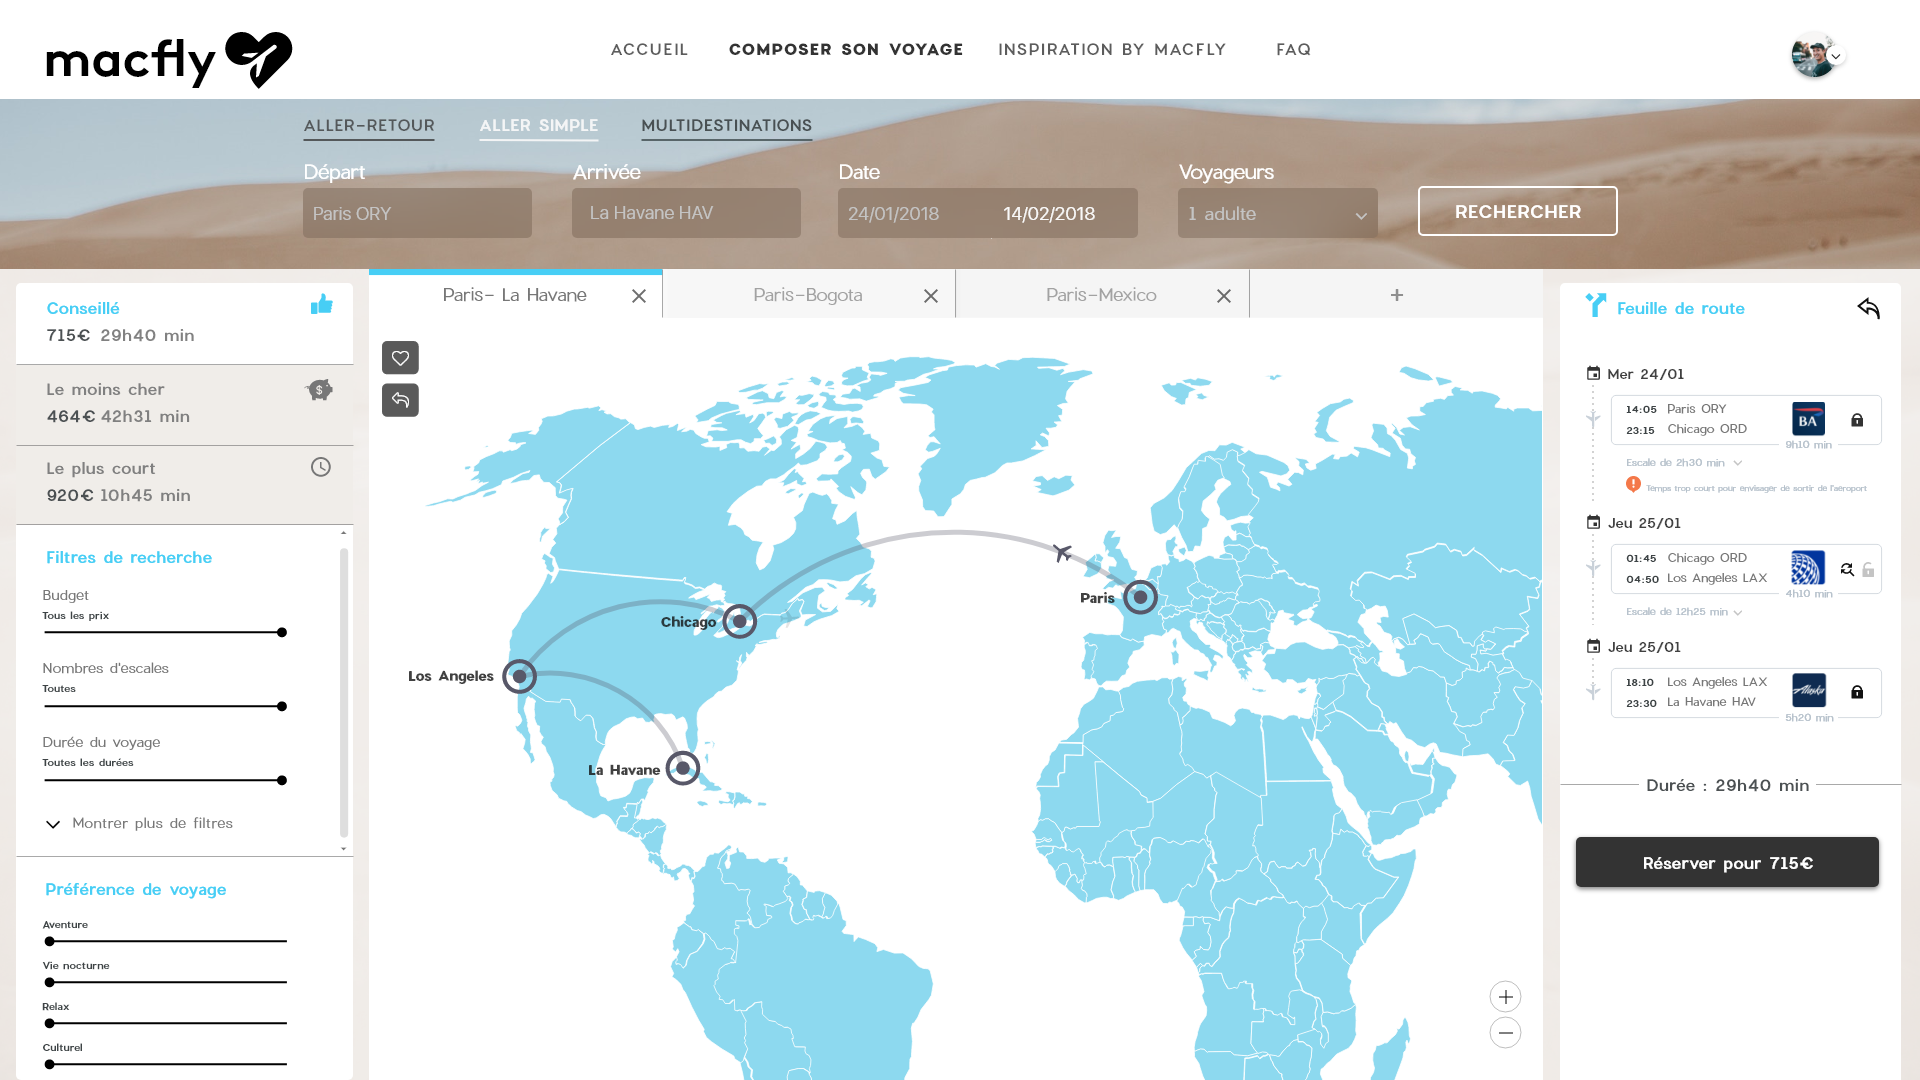 macfly
ACCUEIL
COMPOSER SON VOYAGE
INSPIRATION BY MACFLY
FAQ
ALLER-RETOUR
ALLER SIMPLE
MULTIDESTINATIONS
Départ
Arrivée
Date
Voyageurs
Paris ORY
La Havane HAV
24/01/2018
14/02/2018
1 adulte
RECHERCHER
Conseillé
715€ 29h40 min
Le moins cher
464€ 42h31 min
Le plus court
920€ 10h45 min
Filtres de recherche
Budget
Tous les prix
Nombres d'escales
Toutes
Durée du voyage
Toutes les durées
Montrer plus de filtres
Préférence de voyage
Aventure
Vie nocturne
Relax
Culturel
Paris- La Havane
Paris-Bogota
Paris-Mexico
+
Paris
Chicago
Los Angeles
La Havane
Feuille de route
Mer 24/01
14:05 Paris ORY
23:15 Chicago ORD
BA
9h10 min
Escale de 2h30 min
Temps trop court pour envisager de sortir de l'aéroport
Jeu 25/01
01:45 Chicago ORD
04:50 Los Angeles LAX
4h10 min
Escale de 12h25 min
Jeu 25/01
18:10 Los Angeles LAX
23:30 La Havane HAV
Alaska
5h20 min
Durée : 29h40 min
Réserver pour 715€